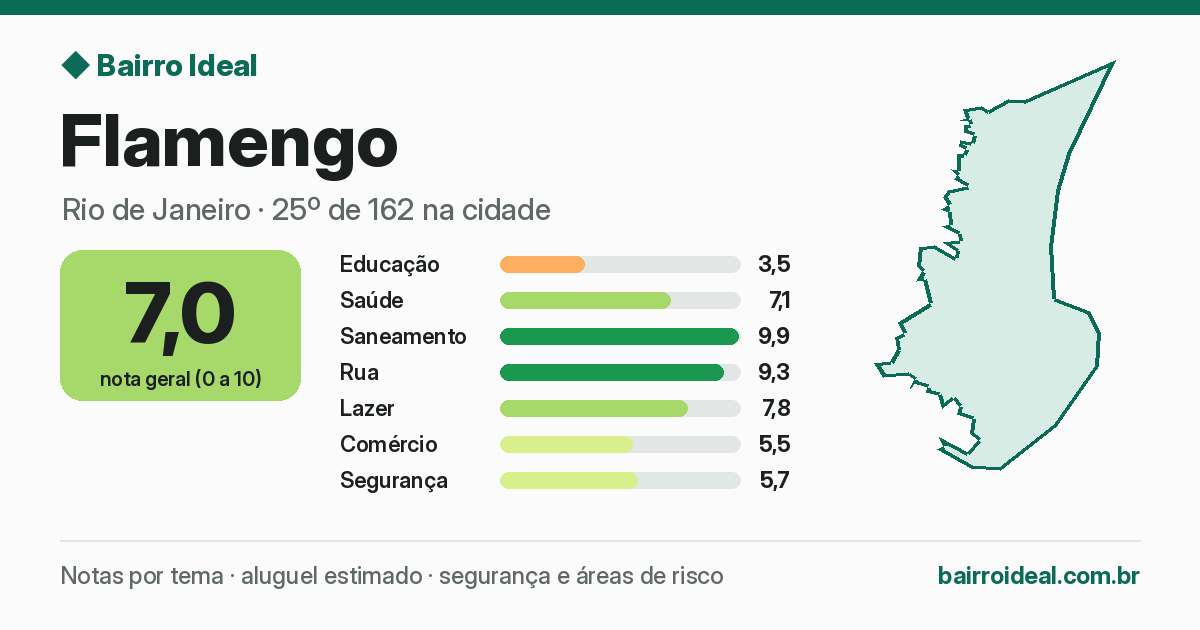 Bairro Ideal
Flamengo
Rio de Janeiro · 25º de 162 na cidade
7,0
nota geral (0 a 10)
Educação 3,5
Saúde 7,1
Saneamento 9,9
Rua 9,3
Lazer 7,8
Comércio 5,5
Segurança 5,7
Notas por tema · aluguel estimado · segurança e áreas de risco
bairroideal.com.br